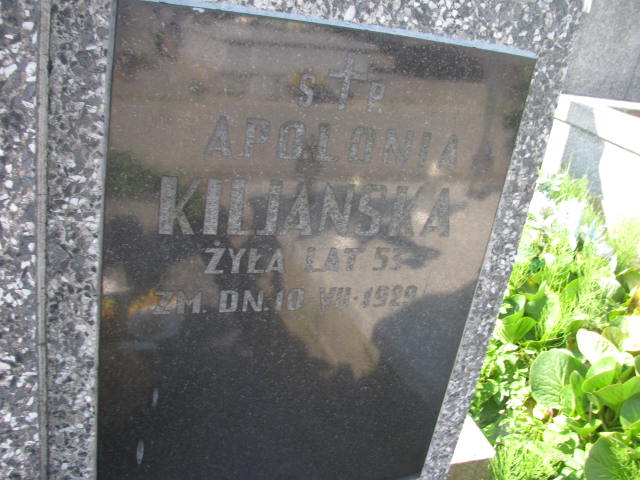 Ś † P.
APOLONIA
KILJAŃSKA
ŻYŁA LAT 53
ZM. DN. 10 VII-1929